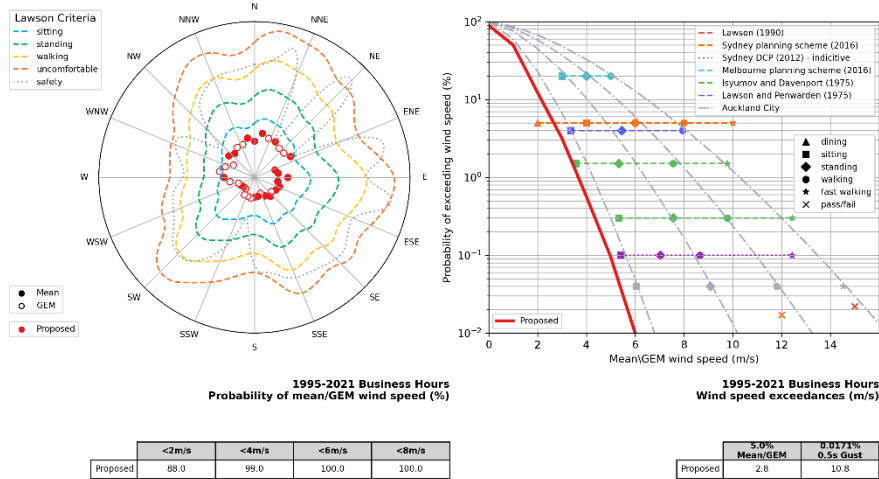 Lawson Criteria
sitting
standing
walking
uncomfortable
safety
N
NNE
NE
ENE
E
ESE
SE
SSE
S
SSW
SW
WSW
W
WNW
NW
NNW
Mean
GEM
Proposed
Probability of exceeding wind speed (%)
10²
10¹
10⁰
10⁻¹
10⁻²
Lawson (1990)
Sydney planning scheme (2016)
Sydney DCP (2012) - indicitive
Melbourne planning scheme (2016)
Isyumov and Davenport (1975)
Lawson and Penwarden (1975)
Auckland City
dining
sitting
standing
walking
fast walking
pass/fail
Proposed
0 2 4 6 8 10 12 14
Mean\GEM wind speed (m/s)
1995-2021 Business Hours
Probability of mean/GEM wind speed (%)
<2m/s <4m/s <6m/s <8m/s
Proposed 88.0 99.0 100.0 100.0
1995-2021 Business Hours
Wind speed exceedances (m/s)
5.0% 0.0171%
Mean/GEM 0.5s Gust
Proposed 2.8 10.8